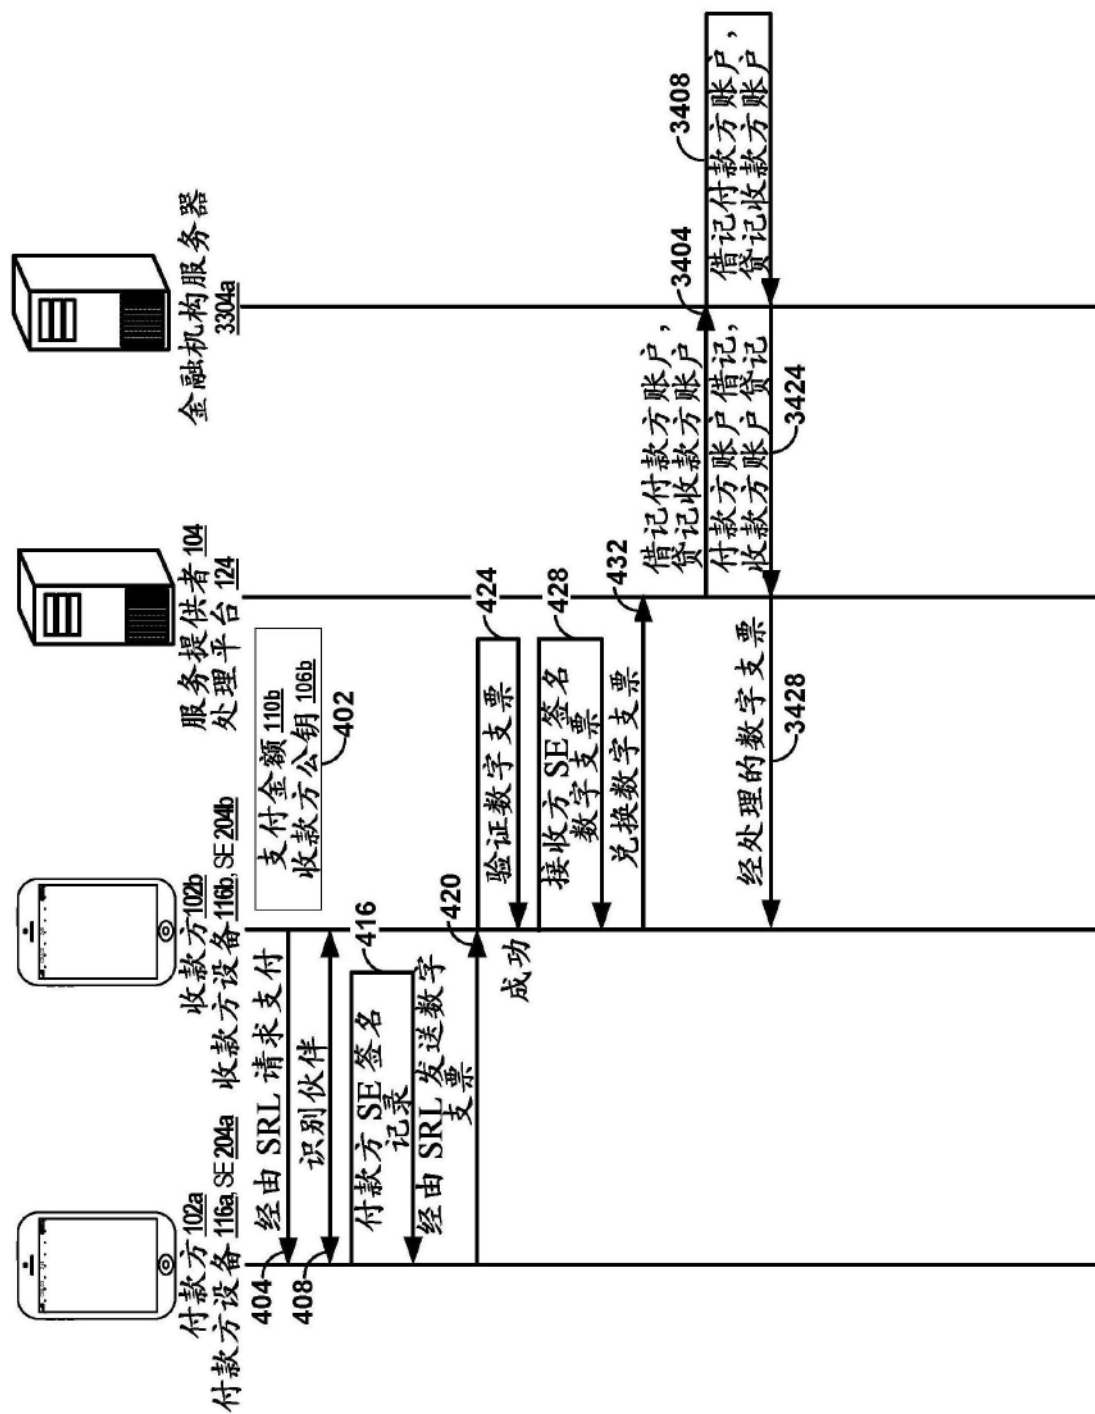 付款方 102a
付款方设备 116a, SE 204a
收款方 102b
收款方设备 116b, SE 204b
服务提供者 104
处理平台 124
金融机构服务器
3304a
支付金额 110b
收款方公钥 106b
402
经由 SRL 请求支付
404
识别伙伴
408
付款方 SE 签名
记录
416
经由 SRL 发送数字
支票
420
验证数字支票
424
成功
接收方 SE 签名
数字支票
428
兑换数字支票
432
借记付款方账户，
贷记收款方账户
3404
借记付款方账户，
贷记收款方账户
3408
付款方账户借记，
收款方账户贷记
3424
经处理的数字支票
3428